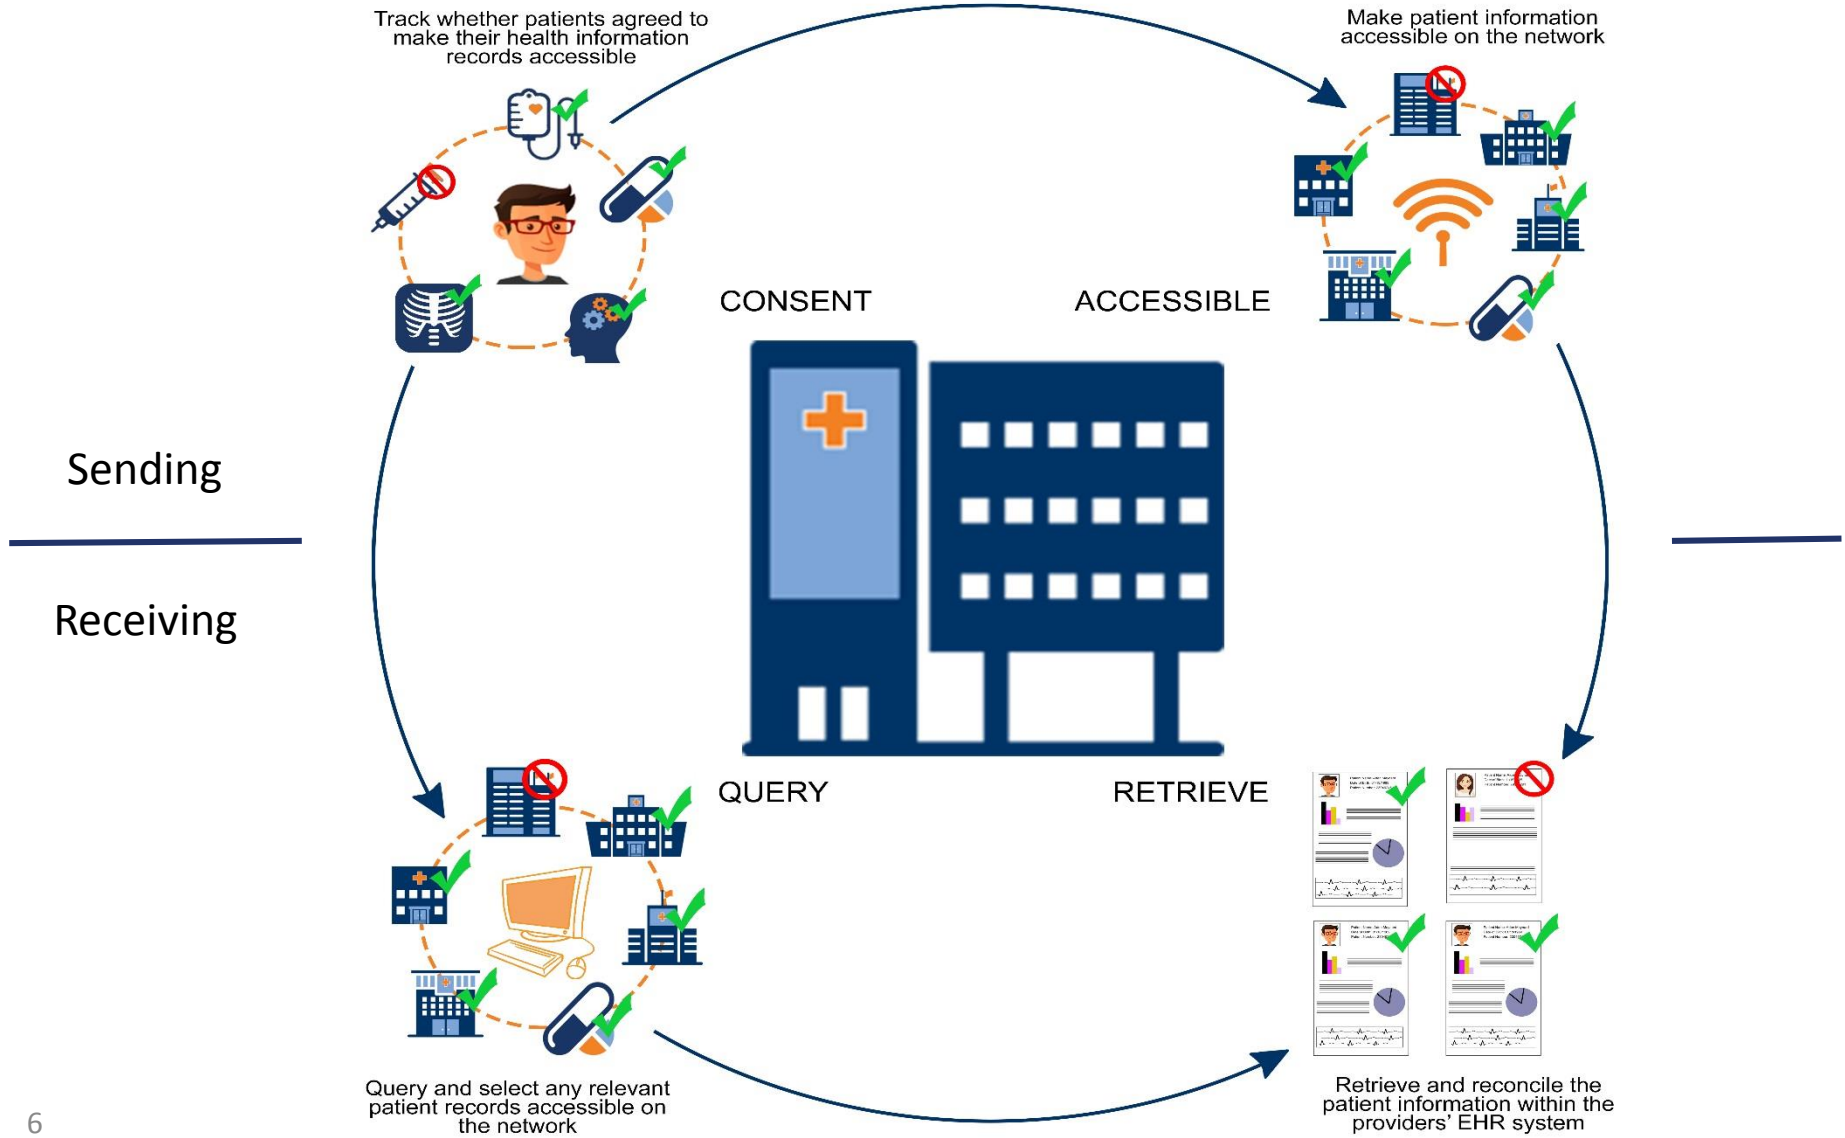 Track whether patients agreed to
make their health information
records accessible
Make patient information
accessible on the network
CONSENT
ACCESSIBLE
Sending
Receiving
QUERY
RETRIEVE
Query and select any relevant
patient records accessible on
the network
Retrieve and reconcile the
patient information within the
providers' EHR system
6